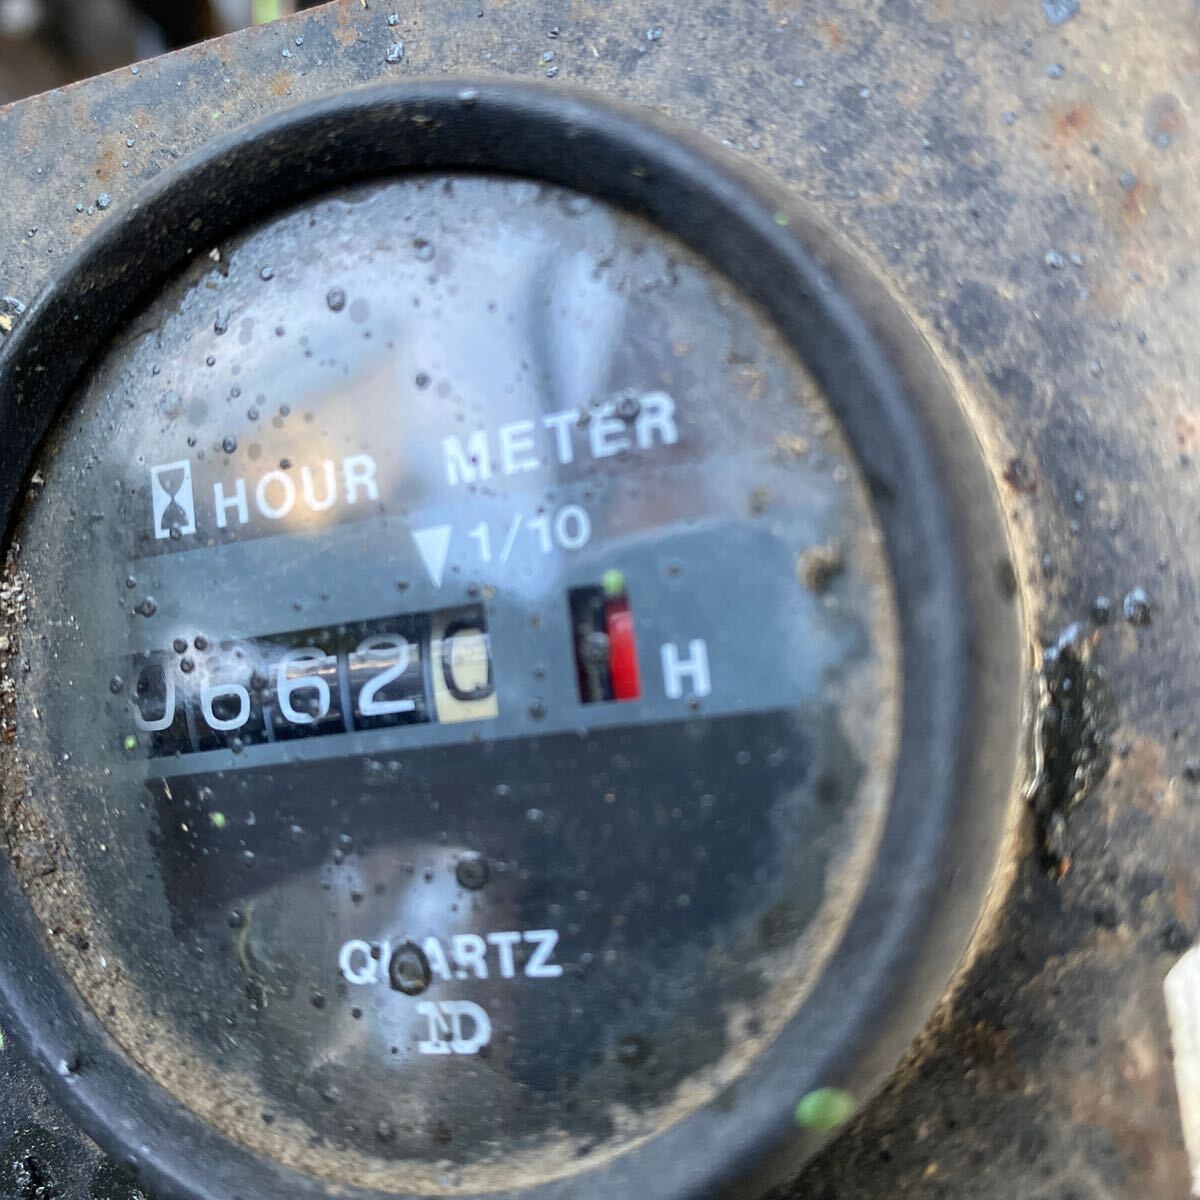 HOUR METER
▼1/10
06620 H
QUARTZ
ND